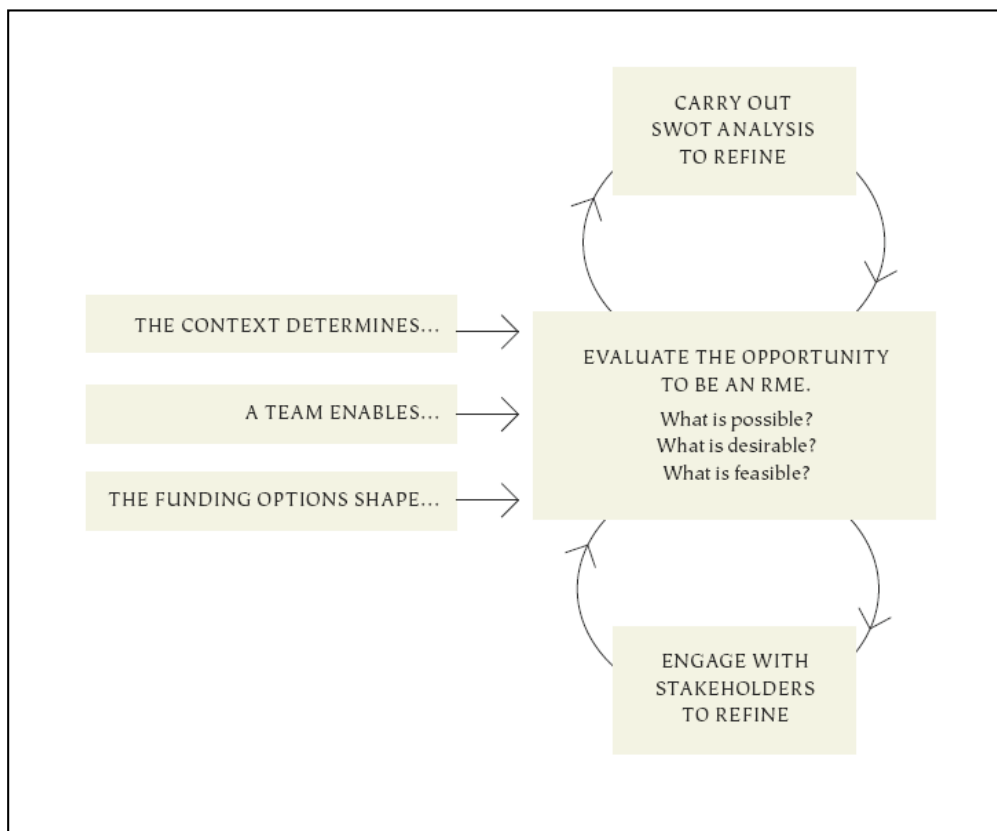 CARRY OUT
SWOT ANALYSIS
TO REFINE
THE CONTEXT DETERMINES...
A TEAM ENABLES...
THE FUNDING OPTIONS SHAPE...
EVALUATE THE OPPORTUNITY
TO BE AN RME.
What is possible?
What is desirable?
What is feasible?
ENGAGE WITH
STAKEHOLDERS
TO REFINE